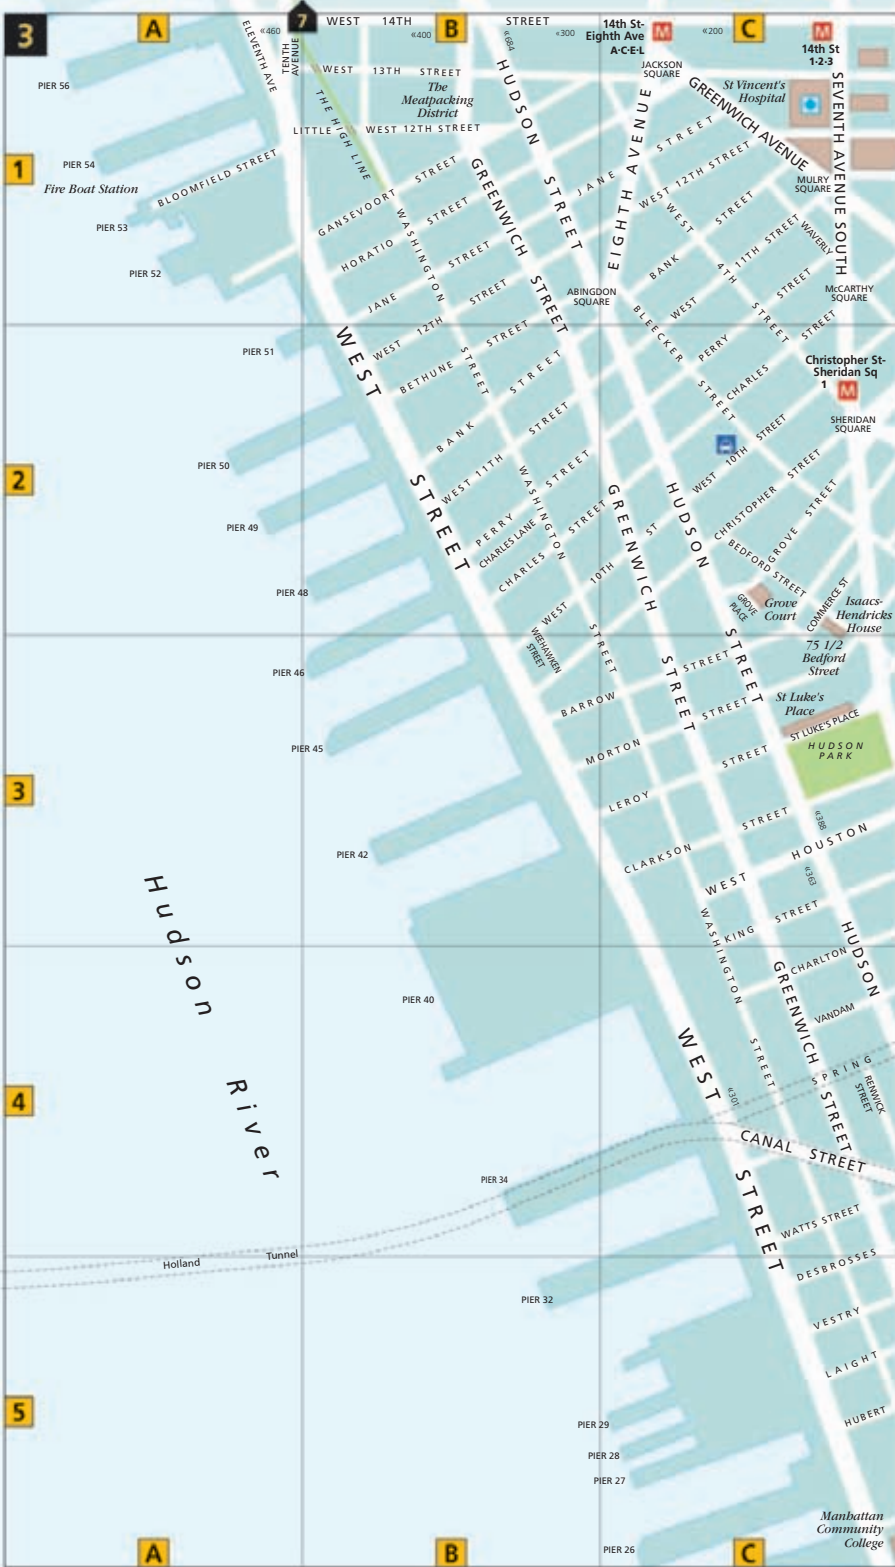 3
A
7
B
C
WEST 14TH STREET
«460
«400
«300
«200
«684
ELEVENTH AVE
TENTH AVENUE
14th St-
Eighth Ave
A·C·E·L
M
M
14th St
1·2·3
JACKSON
SQUARE
WEST 13TH STREET
PIER 56
The
Meatpacking
District
St Vincent's
Hospital
THE HIGH LINE
HUDSON STREET
GREENWICH AVENUE
SEVENTH AVENUE SOUTH
EIGHTH AVENUE
LITTLE WEST 12TH STREET
1
PIER 54
Fire Boat Station
BLOOMFIELD STREET
PIER 53
PIER 52
GANSEVOORT STREET
HORATIO STREET
JANE STREET
JANE STREET
WEST 12TH STREET
WEST 12TH STREET
GREENWICH STREET
WASHINGTON STREET
MULRY
SQUARE
WAVERLY
WEST 4TH STREET
WEST 11TH STREET
BANK STREET
ABINGDON
SQUARE
McCARTHY
SQUARE
PIER 51
WEST STREET
BETHUNE STREET
BLEECKER STREET
PERRY STREET
CHARLES STREET
Christopher St-
Sheridan Sq
1
M
SHERIDAN
SQUARE
BANK STREET
WEST 11TH STREET
2
PIER 50
PIER 49
PIER 48
WASHINGTON STREET
GREENWICH STREET
HUDSON STREET
WEST 10TH STREET
CHRISTOPHER STREET
GROVE STREET
BEDFORD STREET
PERRY STREET
CHARLES LANE
CHARLES STREET
WEST 10TH ST
GROVE
PLACE
Grove
Court
COMMERCE ST
Isaacs-
Hendricks
House
WEEHAWKEN
STREET
75 1/2
Bedford
Street
PIER 46
PIER 45
BARROW STREET
MORTON STREET
St Luke's
Place
ST LUKE'S PLACE
HUDSON
PARK
3
LEROY STREET
CLARKSON STREET
«388
PIER 42
WEST HOUSTON
«363
KING STREET
WASHINGTON STREET
GREENWICH STREET
HUDSON
CHARLTON
VANDAM
Hudson River
PIER 40
4
WEST STREET
«301
SPRING
RENWICK
STREET
CANAL STREET
PIER 34
WATTS STREET
Holland Tunnel
DESBROSSES
PIER 32
VESTRY
LAIGHT
HUBERT
5
PIER 29
PIER 28
PIER 27
PIER 26
Manhattan
Community
College
A
B
C